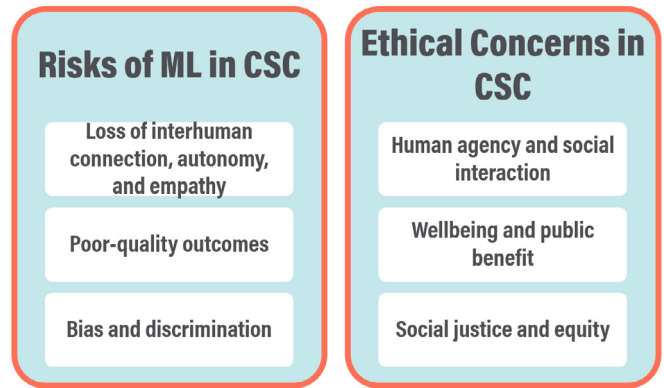 Risks of ML in CSC
Loss of interhuman
connection, autonomy,
and empathy
Poor-quality outcomes
Bias and discrimination
Ethical Concerns in
CSC
Human agency and social
interaction
Wellbeing and public
benefit
Social justice and equity